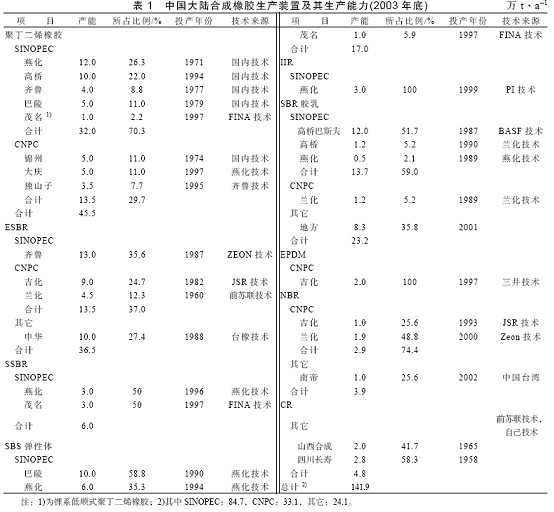 表 1 中国大陆合成橡胶生产装置及其生产能力(2003 年底) 万 t·a⁻¹
项 目 产能 所占比例/% 投产年份 技术来源
聚丁二烯橡胶
SINOPEC
燕化 12.0 26.3 1971 国内技术
高桥 10.0 22.0 1994 国内技术
齐鲁 4.0 8.8 1977 国内技术
巴陵 5.0 11.0 1979 国内技术
茂名 1) 1.0 2.2 1997 FINA 技术
合计 32.0 70.3
CNPC
锦州 5.0 11.0 1974 国内技术
大庆 5.0 11.0 1997 燕化技术
独山子 3.5 7.7 1995 齐鲁技术
合计 13.5 29.7
合计 45.5
ESBR
SINOPEC
齐鲁 13.0 35.6 1987 ZEON 技术
CNPC
吉化 9.0 24.7 1982 JSR 技术
兰化 4.5 12.3 1960 前苏联技术
合计 13.5 37.0
其它
申华 10.0 27.4 1988 台橡技术
合计 36.5
SSBR
SINOPEC
燕化 3.0 50 1996 燕化技术
茂名 3.0 50 1997 FINA 技术
合计 6.0
SBS 弹性体
SINOPEC
巴陵 10.0 58.8 1990 燕化技术
燕化 6.0 35.3 1994 燕化技术
项 目 产能 所占比例/% 投产年份 技术来源
茂名 1.0 5.9 1997 FINA 技术
合计 17.0
IIR
SINOPEC
燕化 3.0 100 1999 PI 技术
SBR 胶乳
SINOPEC
高桥巴斯夫 12.0 51.7 1987 BASF 技术
高桥 1.2 5.2 1990 兰化技术
燕化 0.5 2.1 1989 燕化技术
合计 13.7 59.0
CNPC
兰化 1.2 5.2 1989 兰化技术
其它
地方 8.3 35.8 2001
合计 23.2
EPDM
CNPC
吉化 2.0 100 1997 三井技术
NBR
CNPC
吉化 1.0 25.6 1993 JSR 技术
兰化 1.9 48.8 2000 Zeon 技术
合计 2.9 74.4
其它
南帝 1.0 25.6 2002 中国台湾
合计 3.9
CR
其它 前苏联技术,
自己技术
山西合成 2.0 41.7 1965
四川长寿 2.8 58.3 1958
合计 4.8
总计 2) 141.9
注: 1)为锂系低顺式聚丁二烯橡胶; 2)其中 SINOPEC: 84.7, CNPC: 33.1, 其它: 24.1。